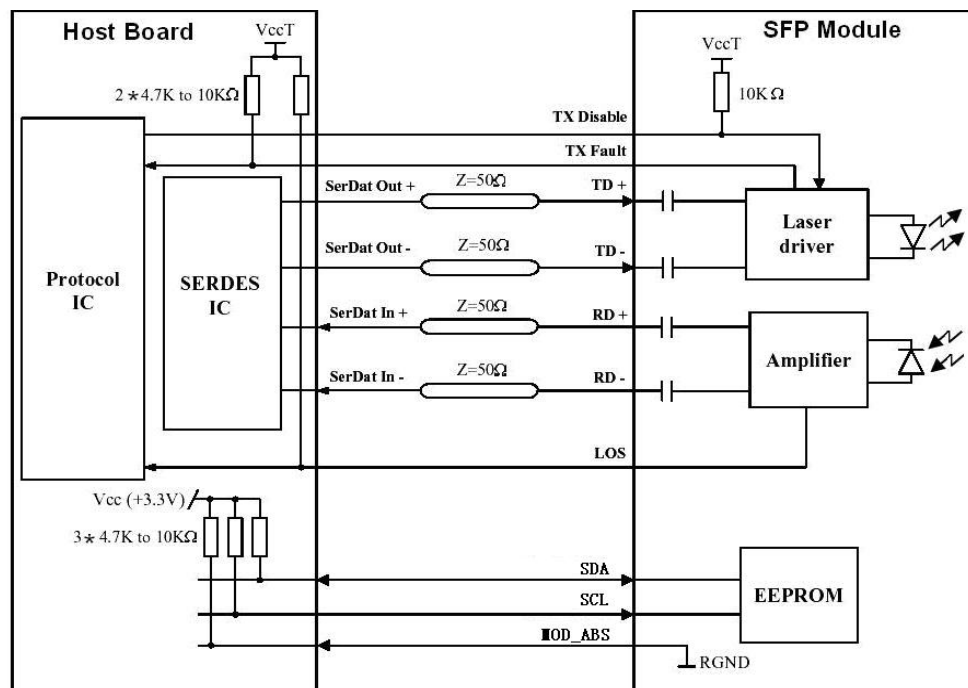 Host Board
SFP Module
VccT
VccT
2*4.7K to 10KΩ
10KΩ
TX Disable
TX Fault
SerDat Out +
Z=50Ω
TD +
SerDat Out -
Z=50Ω
TD -
Laser
driver
Protocol
IC
SERDES
IC
SerDat In +
Z=50Ω
RD +
SerDat In -
Z=50Ω
RD -
Amplifier
LOS
Vcc (+3.3V)
3*4.7K to 10KΩ
SDA
SCL
MOD_ABS
EEPROM
RGND